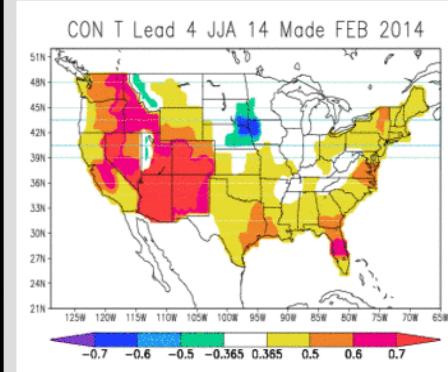 CON T Lead 4 JJA 14 Made FEB 2014
51N
48N
45N
42N
39N
36N
33N
30N
27N
24N
21N
125W 120W 115W 110W 105W 100W 95W 90W 85W 80W 75W 70W 65W
-0.7 -0.6 -0.5 -0.365 0.365 0.5 0.6 0.7